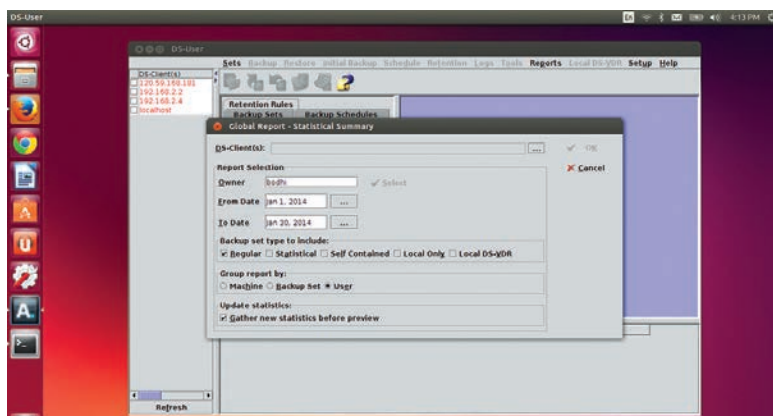 DS-User
En
4:13 PM
DS-User
Sets Backup Restore Initial Backup Schedule Retention Logs Tools Reports Local DS-VDR Setup Help
DS-Client(s)
120.59.168.101
192.168.2.2
192.168.2.4
localhost
Retention Rules
Backup Sets Backup Schedules
Global Report - Statistical Summary
DS-Client(s):
...
OK
Cancel
Report Selection
Owner bodhi Select
From Date Jan 1, 2014 ...
To Date Jan 20, 2014 ...
Backup set type to include:
Regular Statistical Self Contained Local Only Local DS-VDR
Group report by:
Machine Backup Set User
Update statistics:
Gather new statistics before preview
Refresh